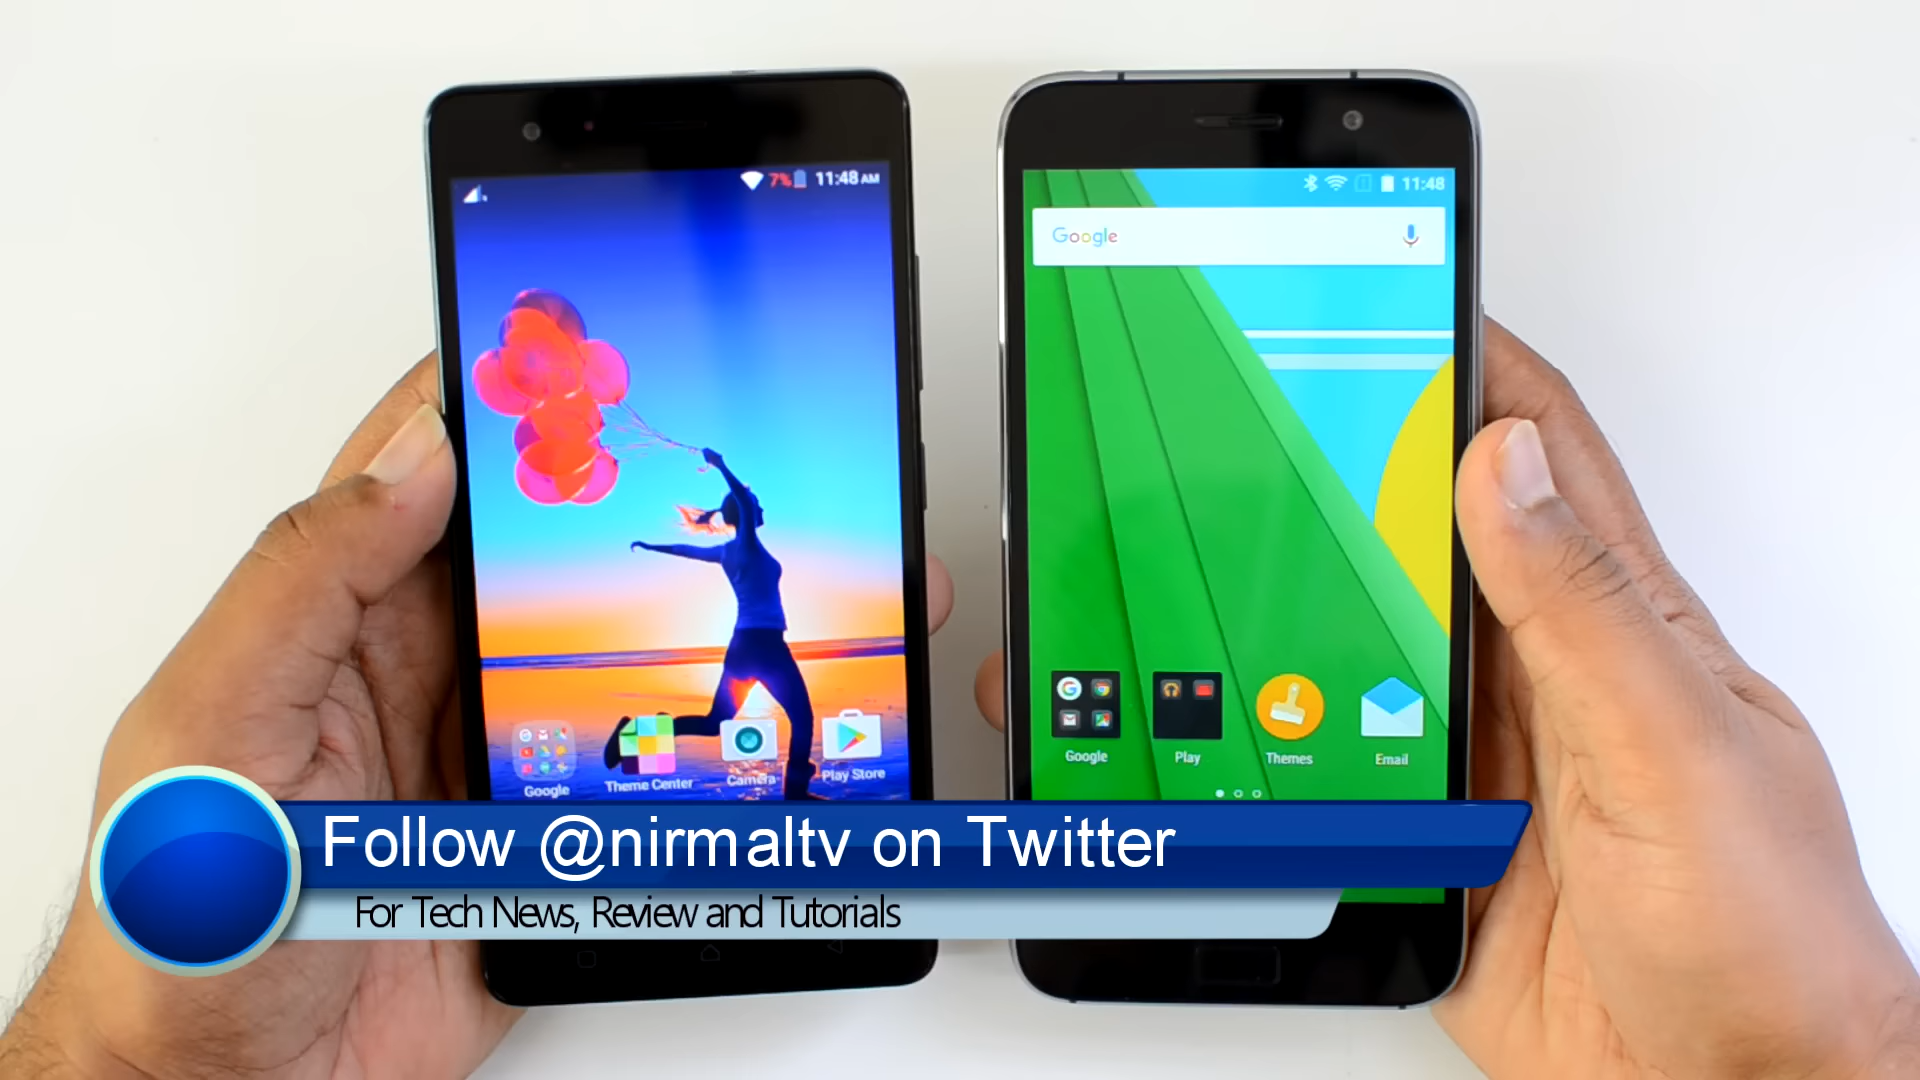 7% 11:48 AM
11:48
Google
Google
Theme Center
Camera
Play Store
Google
Play
Themes
Email
Follow @nirmaltv on Twitter
For Tech News, Review and Tutorials